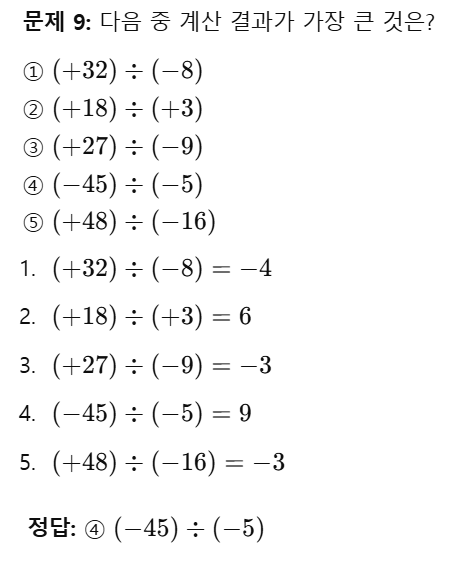 문제 9: 다음 중 계산 결과가 가장 큰 것은?
① (+32) ÷ (−8)
② (+18) ÷ (+3)
③ (+27) ÷ (−9)
④ (−45) ÷ (−5)
⑤ (+48) ÷ (−16)
1. (+32) ÷ (−8) = −4
2. (+18) ÷ (+3) = 6
3. (+27) ÷ (−9) = −3
4. (−45) ÷ (−5) = 9
5. (+48) ÷ (−16) = −3
정답: ④ (−45) ÷ (−5)